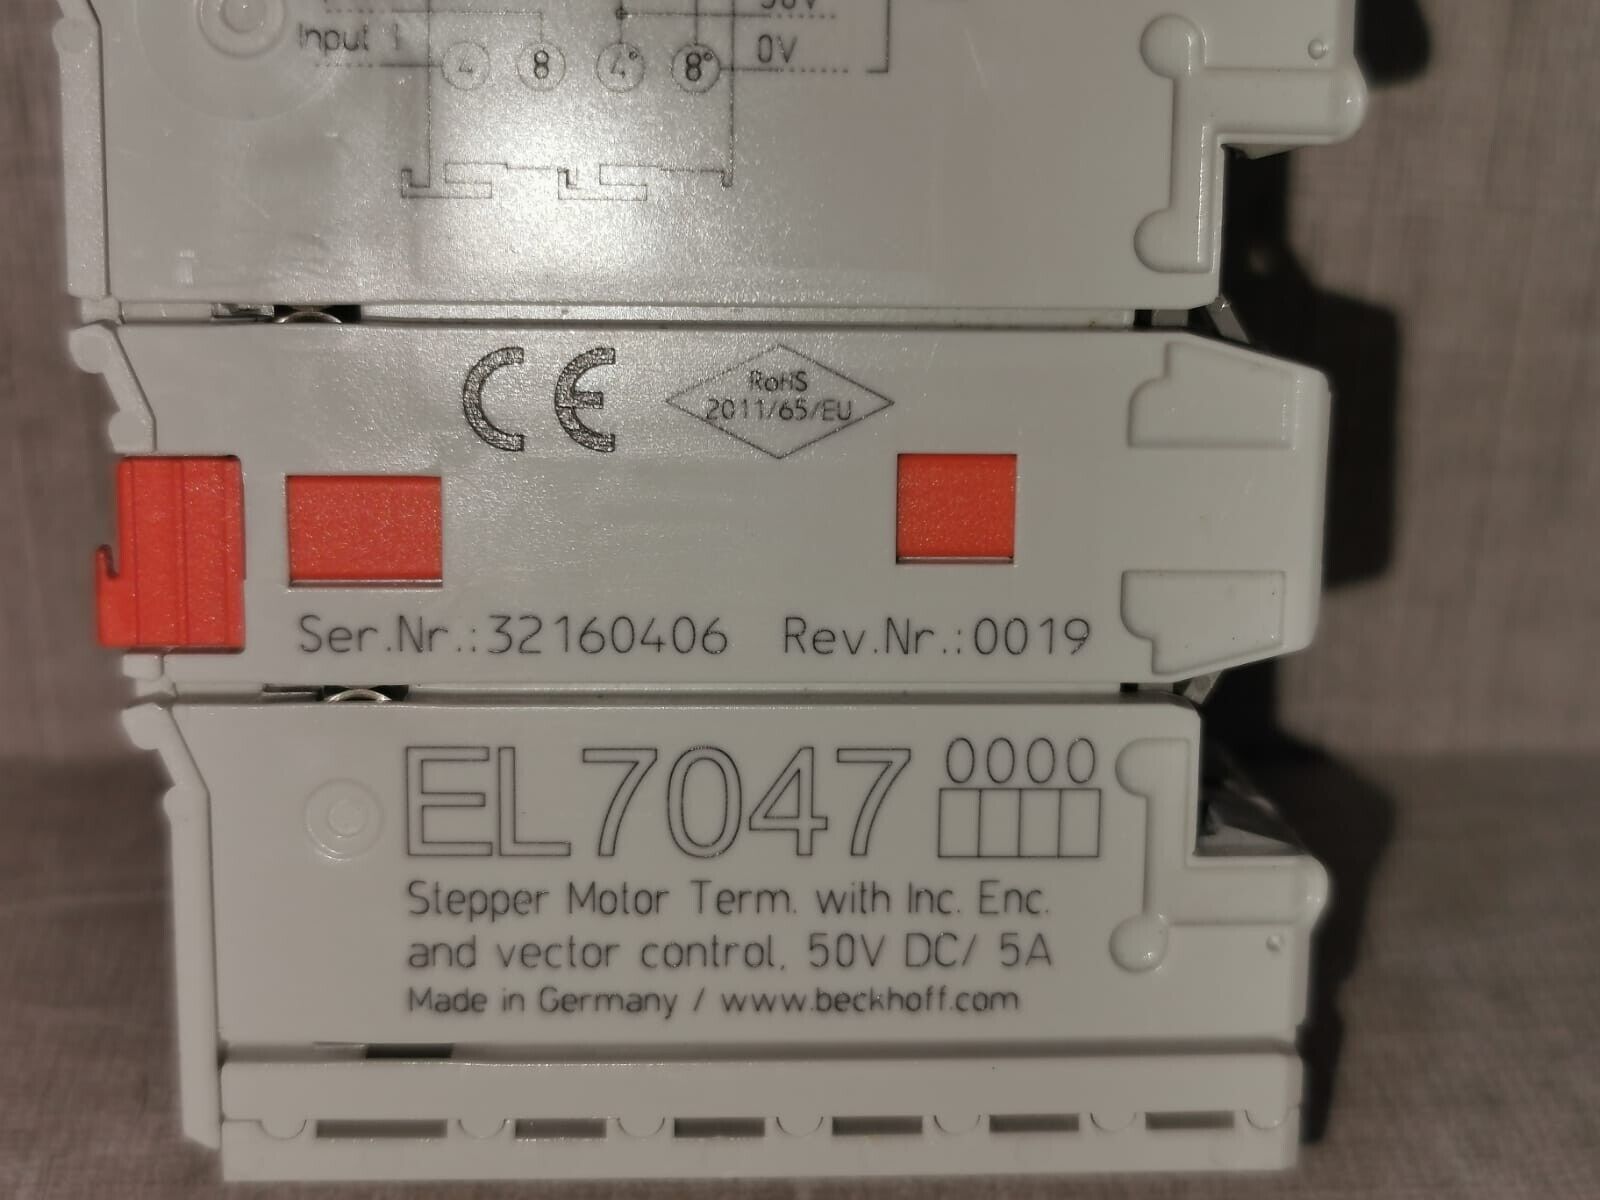 Input 1
4 8 4' 8' 0V
CE
RoHS
2011/65/EU
Ser.Nr.:32160406 Rev.Nr.:0019
EL7047 0000
Stepper Motor Term. with Inc. Enc.
and vector control, 50V DC/ 5A
Made in Germany / www.beckhoff.com